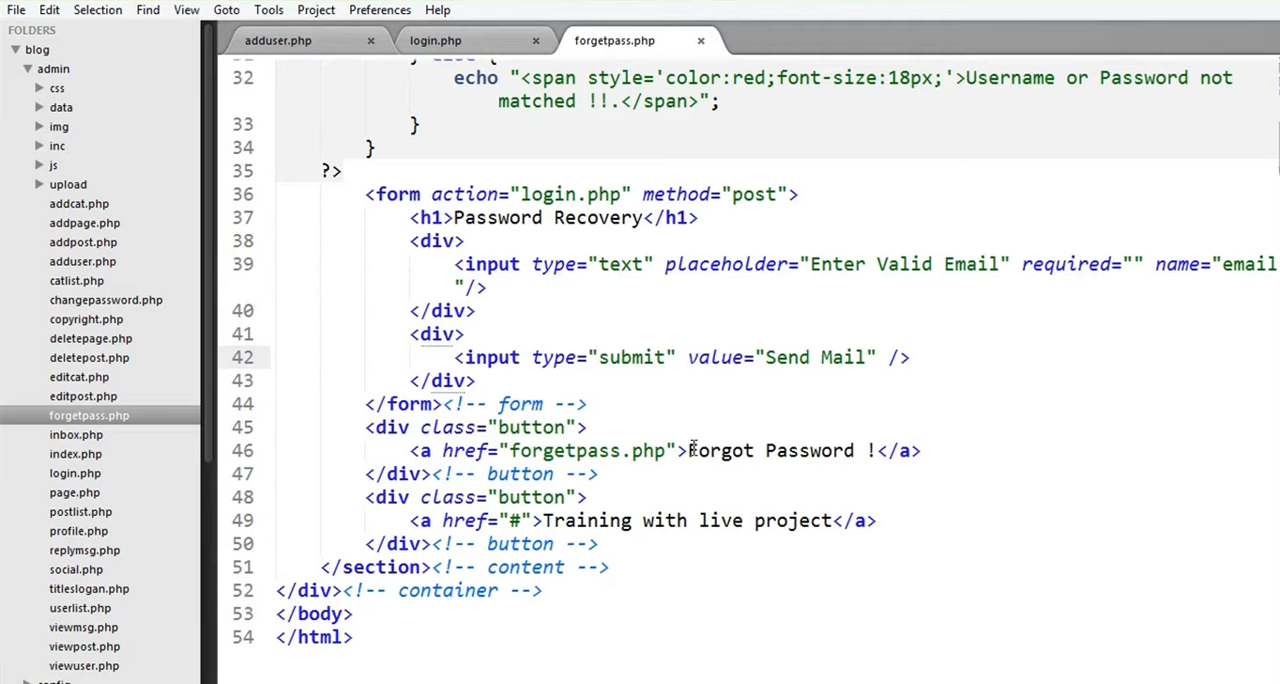 File Edit Selection Find View Goto Tools Project Preferences Help
FOLDERS
blog
admin
css
data
img
inc
js
upload
addcat.php
addpage.php
addpost.php
adduser.php
catlist.php
changepassword.php
copyright.php
deletepage.php
deletepost.php
editcat.php
editpost.php
forgetpass.php
inbox.php
index.php
login.php
page.php
postlist.php
profile.php
replymsg.php
social.php
titleslogan.php
userlist.php
viewmsg.php
viewpost.php
viewuser.php
adduser.php × login.php × forgetpass.php ×
32 echo "<span style='color:red;font-size:18px;'>Username or Password not
matched !!.</span>";
33 }
34 }
35 ?>
36 <form action="login.php" method="post">
37 <h1>Password Recovery</h1>
38 <div>
39 <input type="text" placeholder="Enter Valid Email" required="" name="email
"/>
40 </div>
41 <div>
42 <input type="submit" value="Send Mail" />
43 </div>
44 </form><!-- form -->
45 <div class="button">
46 <a href="forgetpass.php">Forgot Password !</a>
47 </div><!-- button -->
48 <div class="button">
49 <a href="#">Training with live project</a>
50 </div><!-- button -->
51 </section><!-- content -->
52 </div><!-- container -->
53 </body>
54 </html>